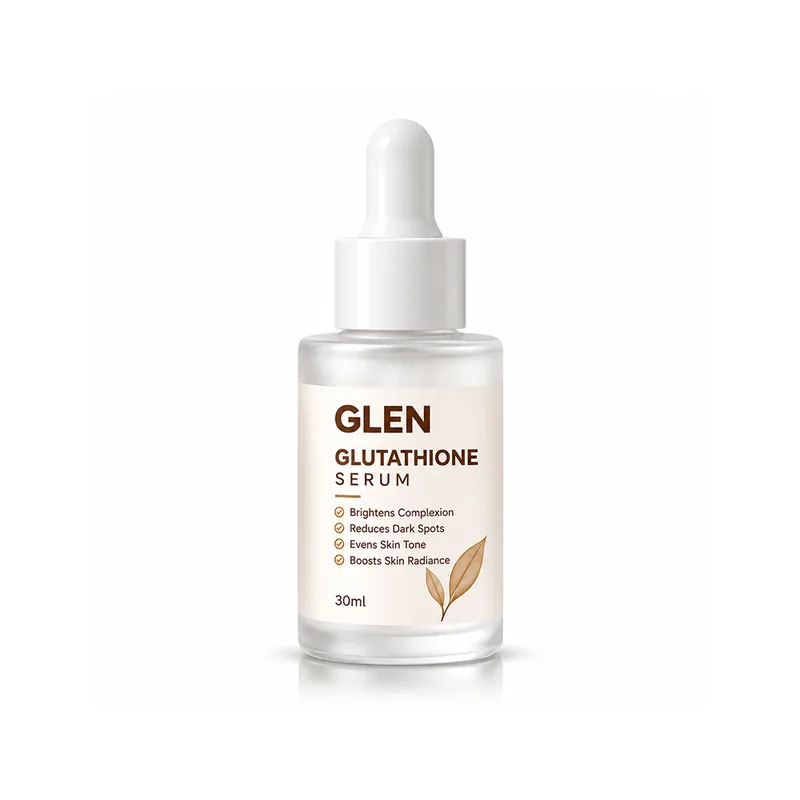 GLEN
GLUTATHIONE
SERUM
Brightens Complexion
Reduces Dark Spots
Evens Skin Tone
Boosts Skin Radiance
30ml